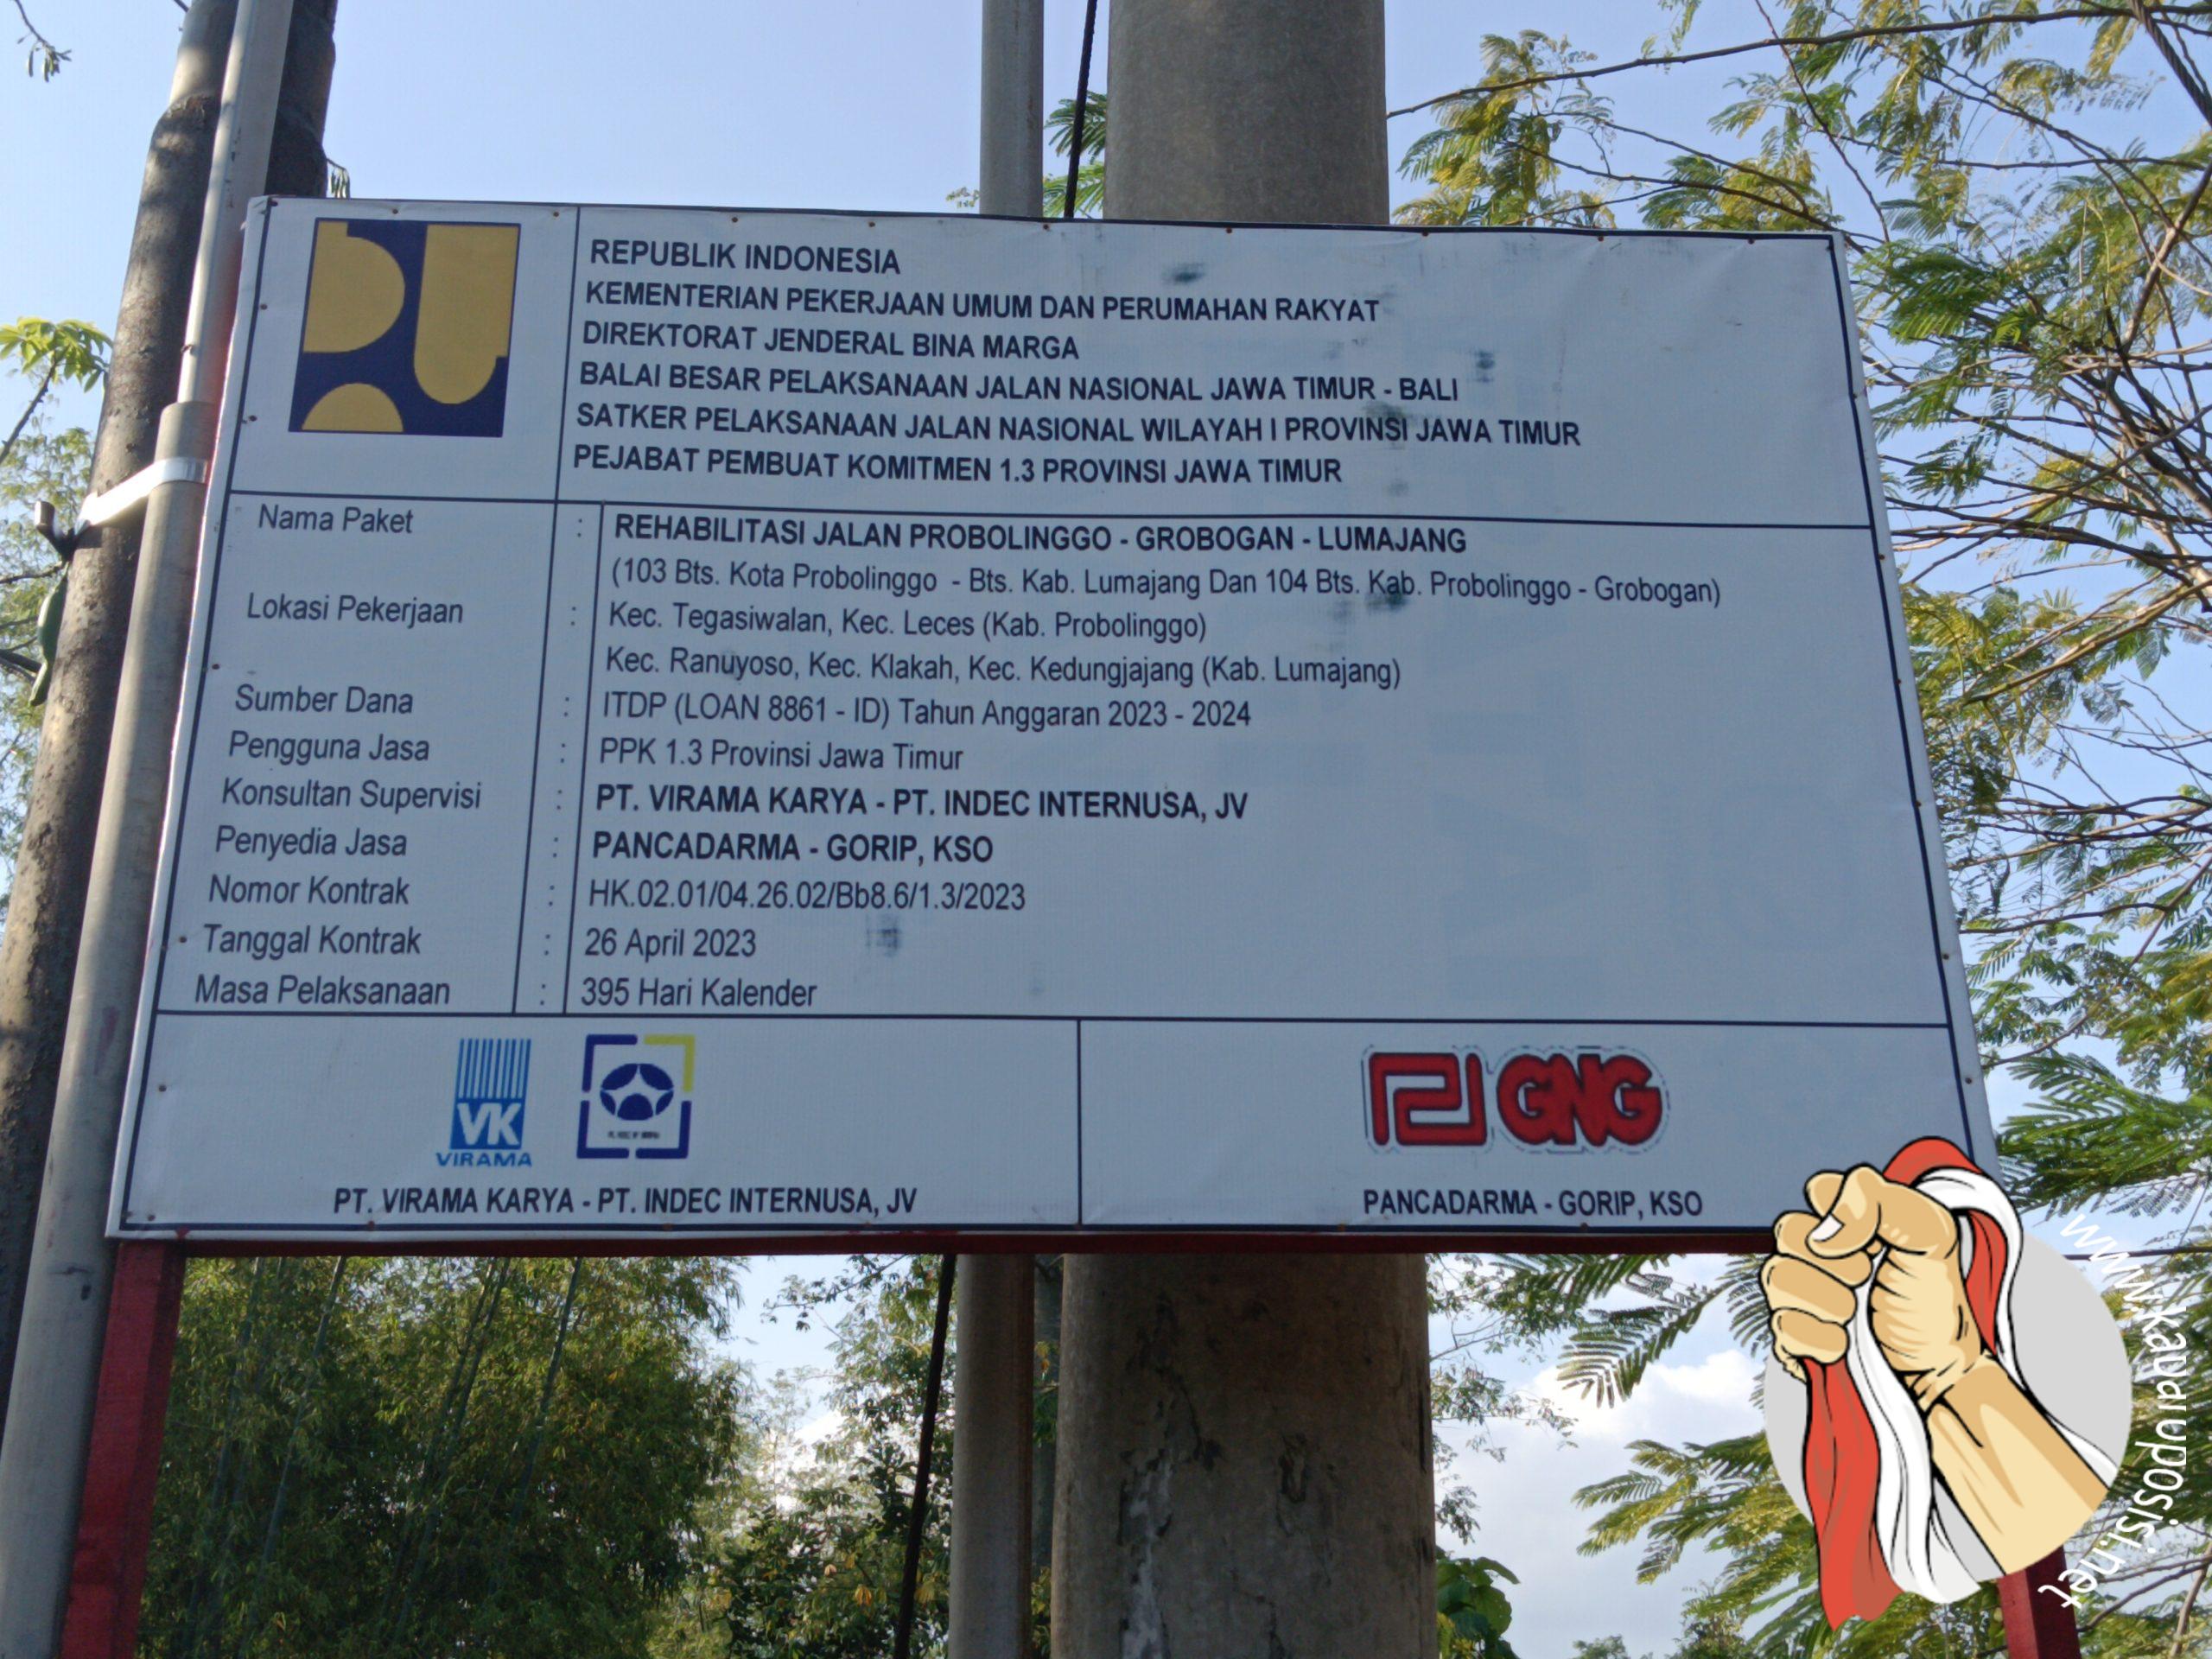 REPUBLIK INDONESIA
KEMENTERIAN PEKERJAAN UMUM DAN PERUMAHAN RAKYAT
DIREKTORAT JENDERAL BINA MARGA
BALAI BESAR PELAKSANAAN JALAN NASIONAL JAWA TIMUR - BALI
SATKER PELAKSANAAN JALAN NASIONAL WILAYAH I PROVINSI JAWA TIMUR
PEJABAT PEMBUAT KOMITMEN 1.3 PROVINSI JAWA TIMUR
Nama Paket : REHABILITASI JALAN PROBOLINGGO - GROBOGAN - LUMAJANG
(103 Bts. Kota Probolinggo - Bts. Kab. Lumajang Dan 104 Bts. Kab. Probolinggo - Grobogan)
Lokasi Pekerjaan : Kec. Tegasiwalan, Kec. Leces (Kab. Probolinggo)
Kec. Ranuyoso, Kec. Klakah, Kec. Kedungjajang (Kab. Lumajang)
Sumber Dana : ITDP (LOAN 8861 - ID) Tahun Anggaran 2023 - 2024
Pengguna Jasa : PPK 1.3 Provinsi Jawa Timur
Konsultan Supervisi : PT. VIRAMA KARYA - PT. INDEC INTERNUSA, JV
Penyedia Jasa : PANCADARMA - GORIP, KSO
Nomor Kontrak : HK.02.01/04.26.02/Bb8.6/1.3/2023
Tanggal Kontrak : 26 April 2023
Masa Pelaksanaan : 395 Hari Kalender
VK
VIRAMA
PT. VIRAMA KARYA - PT. INDEC INTERNUSA, JV
GNG
PANCADARMA - GORIP, KSO
www.kabaruposisi.net